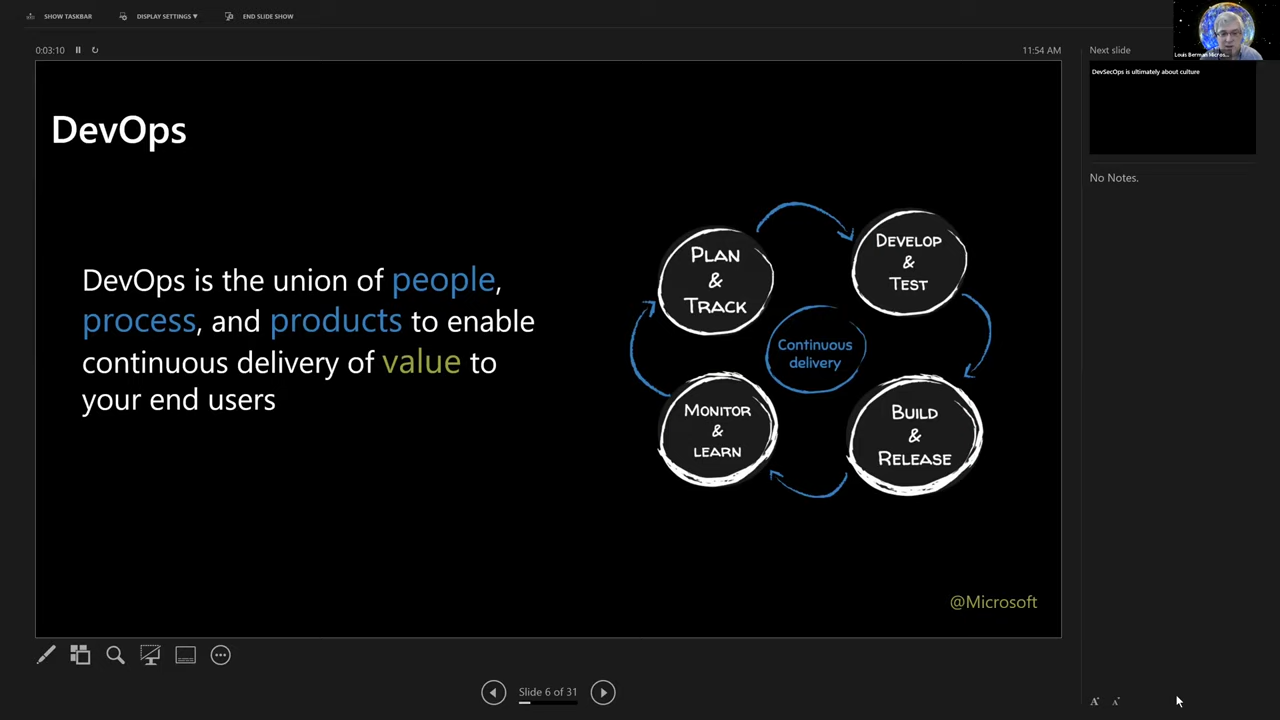 SHOW TASKBAR
DISPLAY SETTINGS ▾
END SLIDE SHOW
0:03:10
11:54 AM
Next slide
Louis Berman Micros...
DevSecOps is ultimately about culture
No Notes.
DevOps
DevOps is the union of people,
process, and products to enable
continuous delivery of value to
your end users
PLAN
&
TRACK
DEVELOP
&
TEST
Continuous
delivery
MONITOR
&
LEARN
BUILD
&
RELEASE
@Microsoft
Slide 6 of 31
A
A